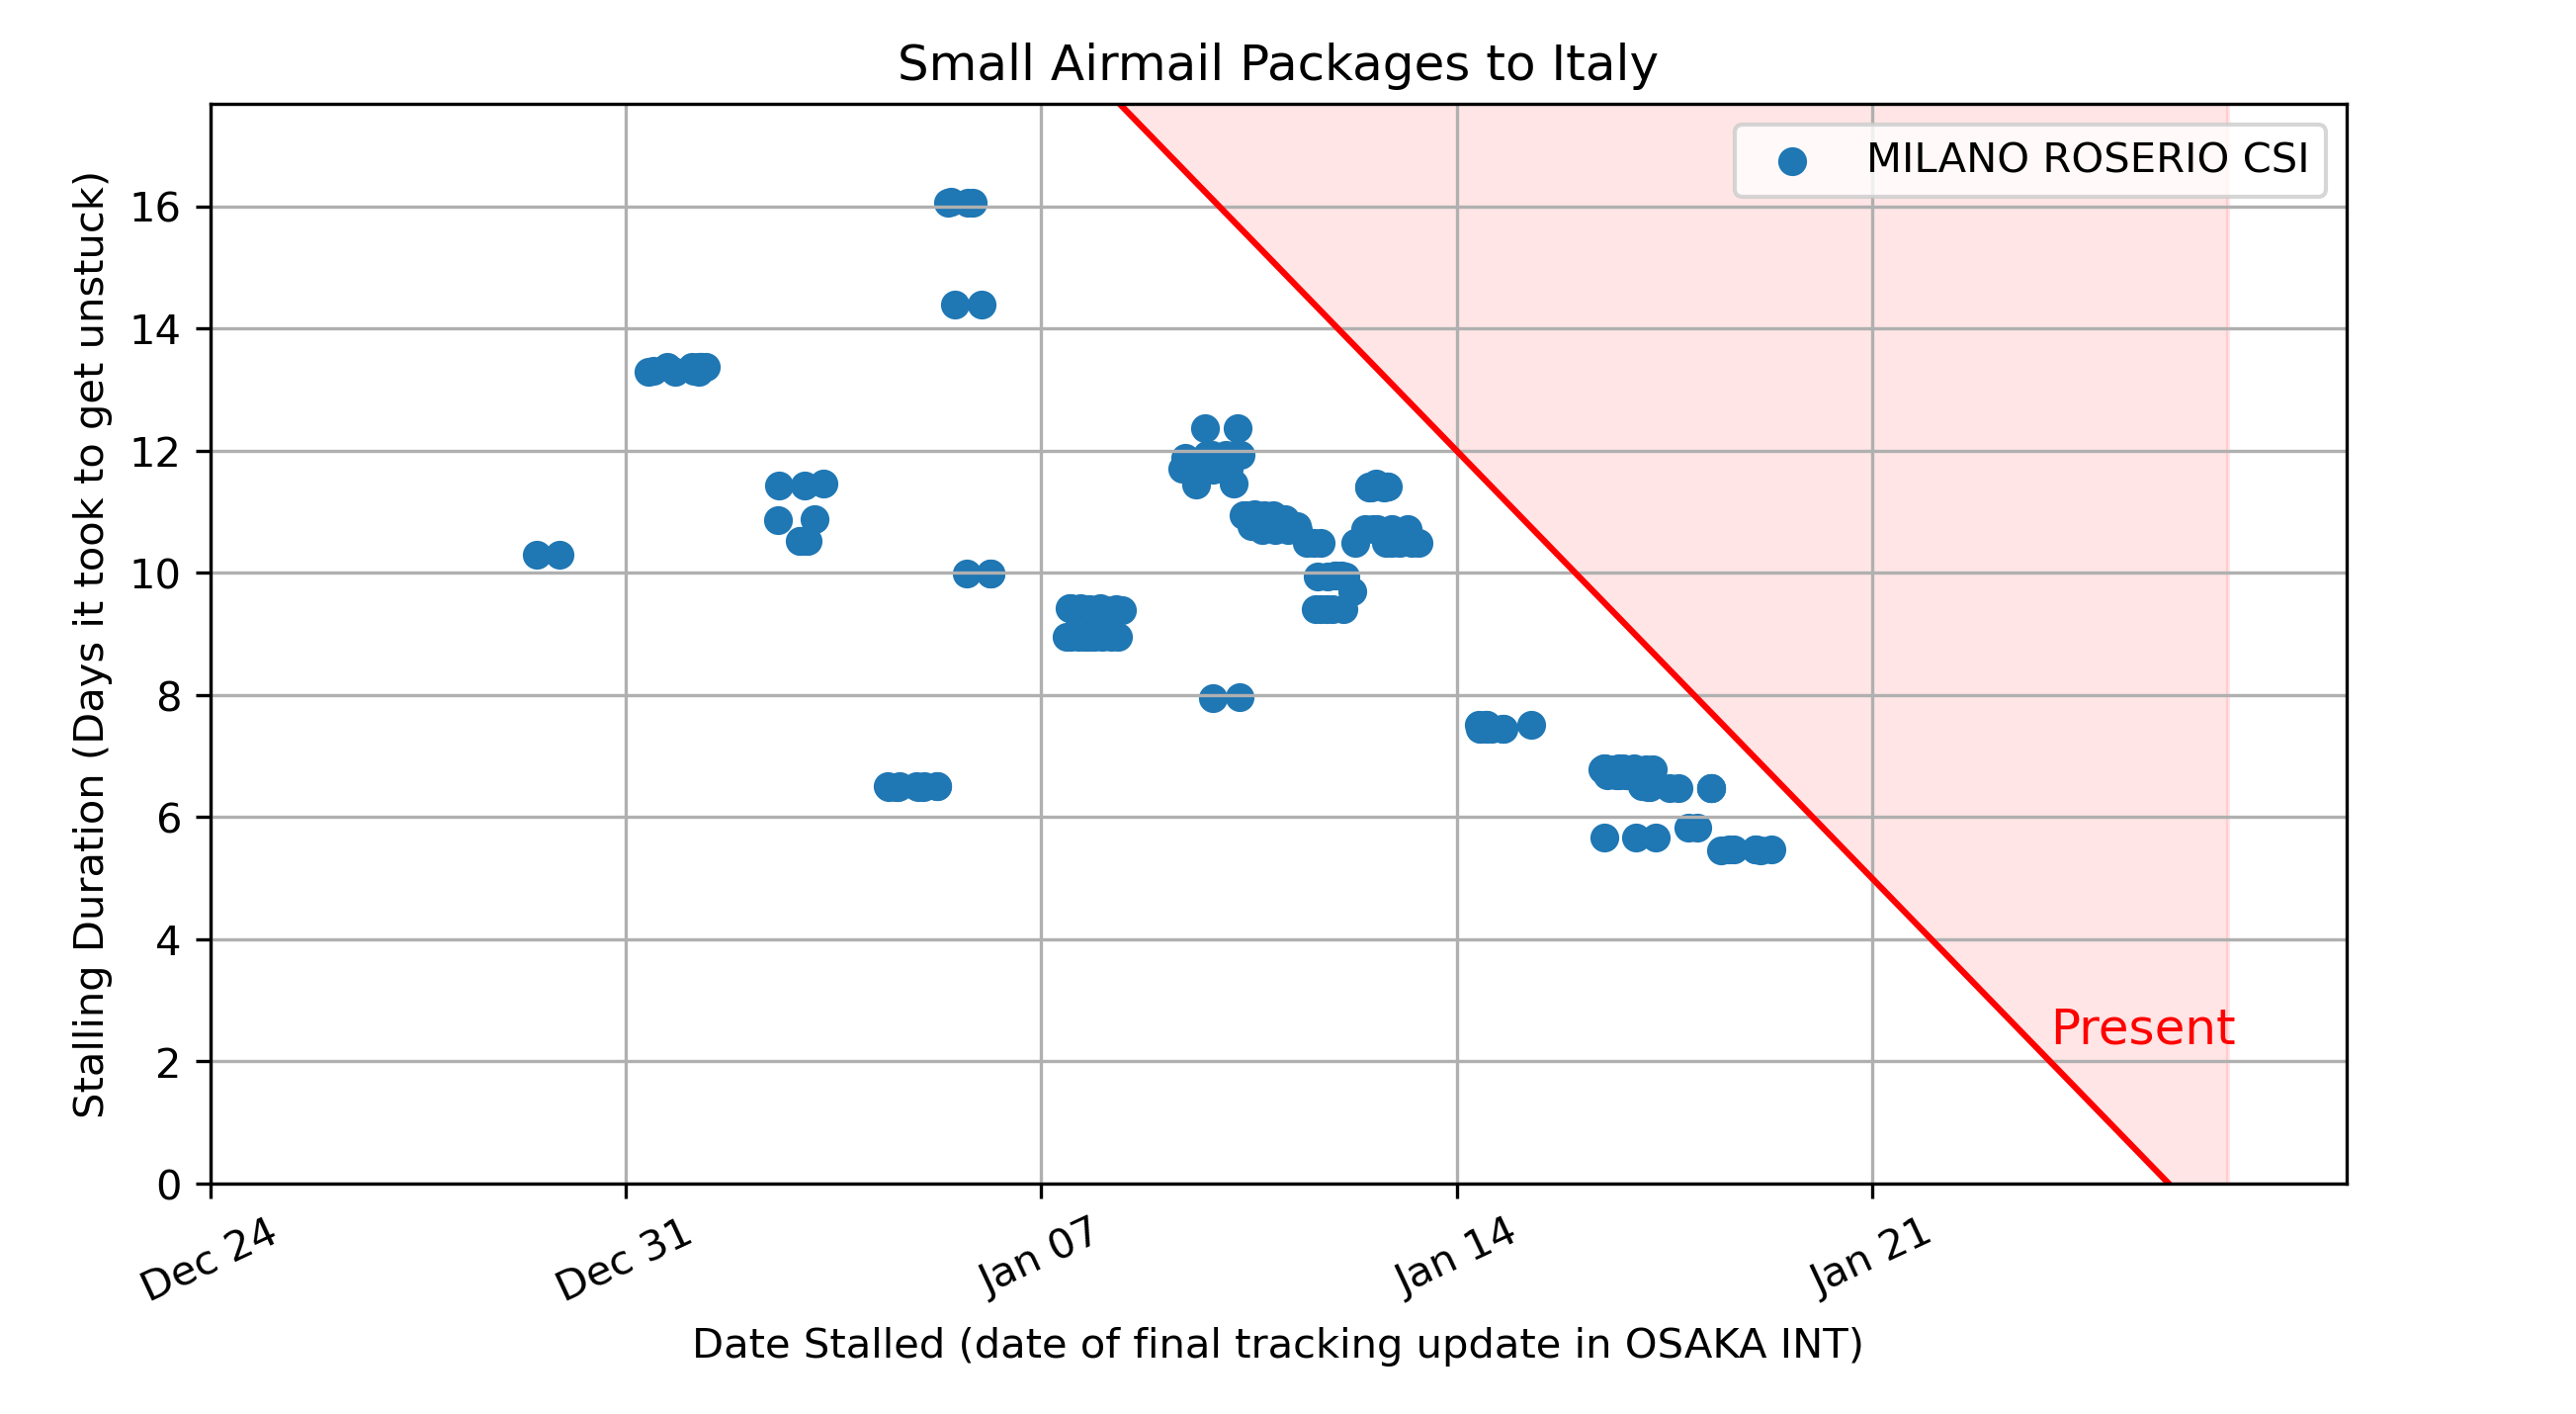 Small Airmail Packages to Italy
MILANO ROSERIO CSI
Stalling Duration (Days it took to get unstuck)
16
14
12
10
8
6
4
2
0
Present
Dec 24
Dec 31
Jan 07
Jan 14
Jan 21
Date Stalled (date of final tracking update in OSAKA INT)